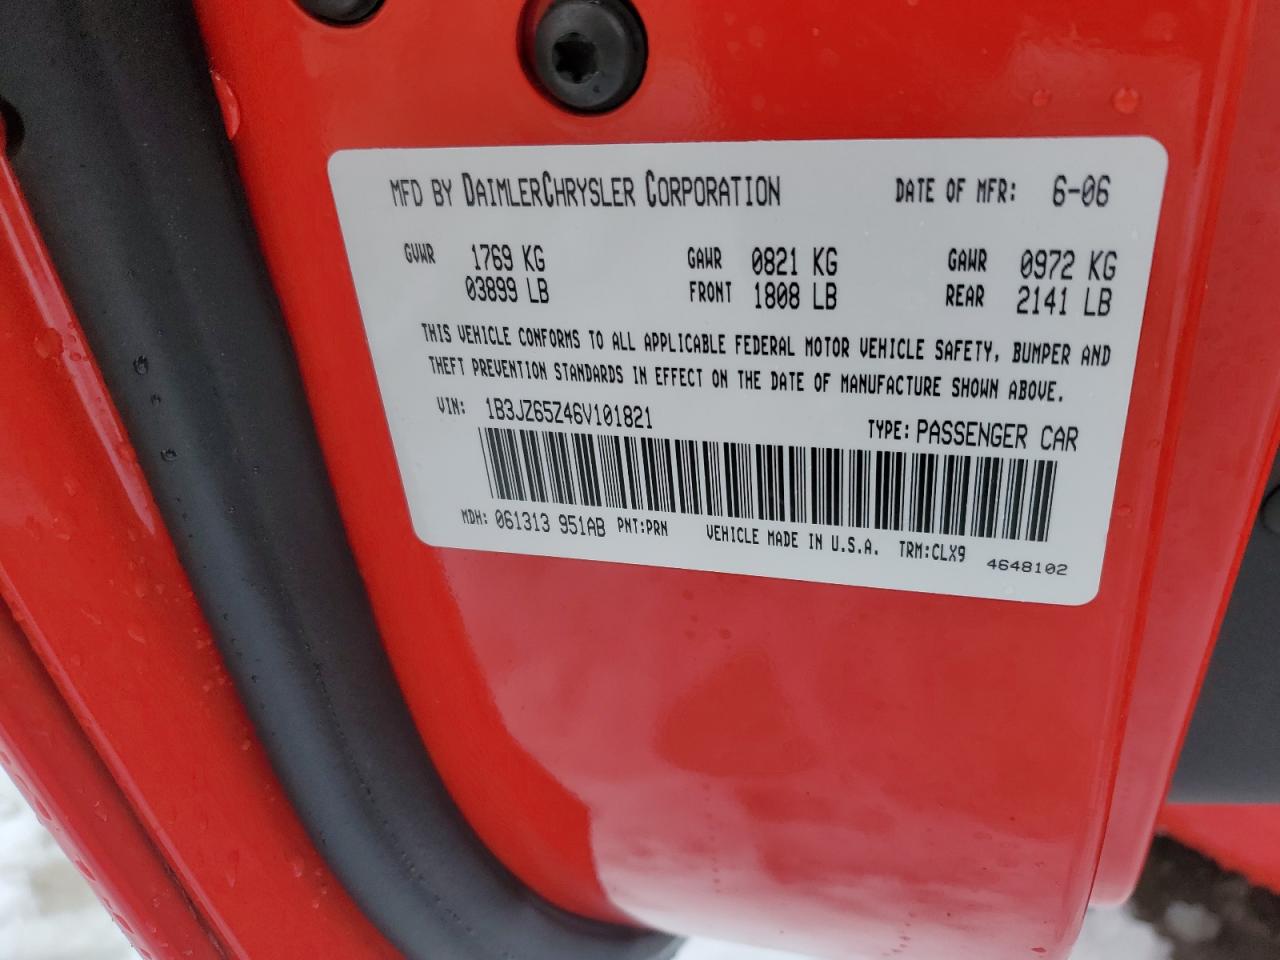 MFD BY DAIMLERCHRYSLER CORPORATION DATE OF MFR: 6-06
GVWR 1769 KG GAWR 0821 KG GAWR 0972 KG
03899 LB FRONT 1808 LB REAR 2141 LB
THIS VEHICLE CONFORMS TO ALL APPLICABLE FEDERAL MOTOR VEHICLE SAFETY, BUMPER AND
THEFT PREVENTION STANDARDS IN EFFECT ON THE DATE OF MANUFACTURE SHOWN ABOVE.
VIN: 1B3JZ65Z46V101821 TYPE: PASSENGER CAR
MDH: 061313 951AB PNT:PRN VEHICLE MADE IN U.S.A. TRM:CLX9 4648102